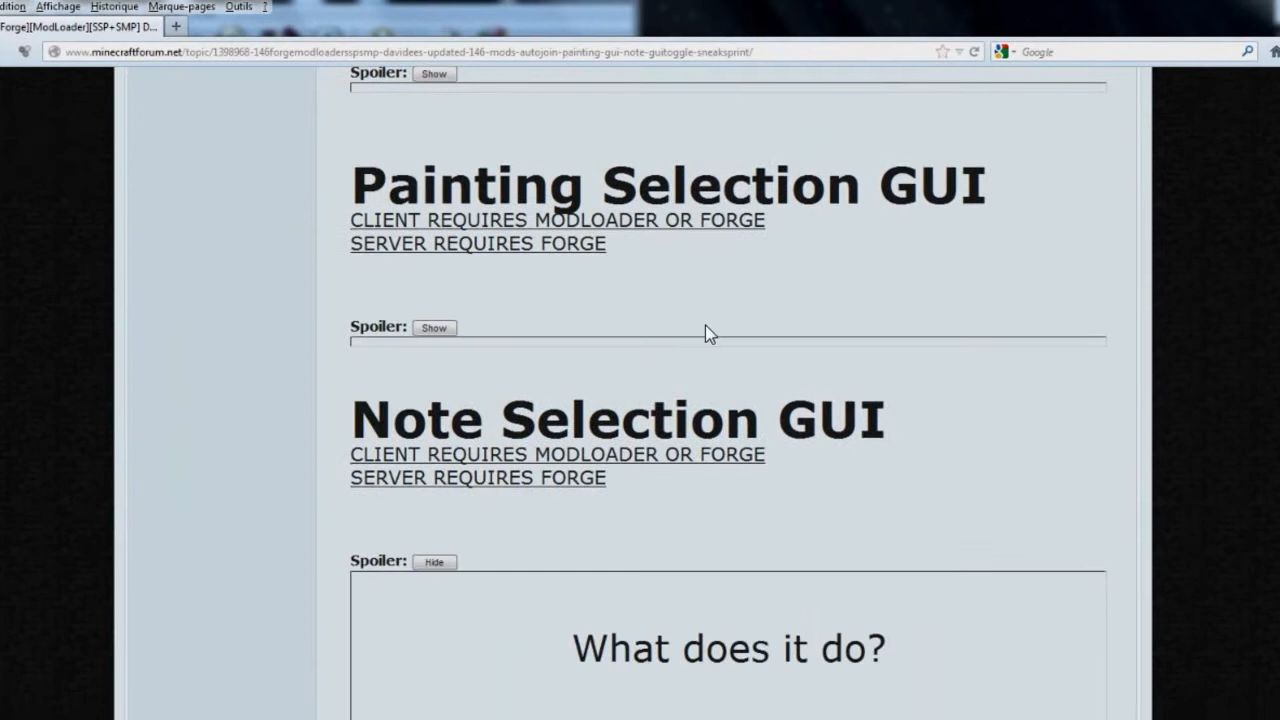 dition Affichage Historique Marque-pages Outils ?
Forge][ModLoader][SSP+SMP] D... +
www.minecraftforum.net/topic/1398968-146forgemodloadersspsmp-davidees-updated-146-mods-autojoin-painting-gui-note-guitoggle-sneaksprint/ Google
Spoiler: Show
Painting Selection GUI
CLIENT REQUIRES MODLOADER OR FORGE
SERVER REQUIRES FORGE
Spoiler: Show
Note Selection GUI
CLIENT REQUIRES MODLOADER OR FORGE
SERVER REQUIRES FORGE
Spoiler: Hide
What does it do?